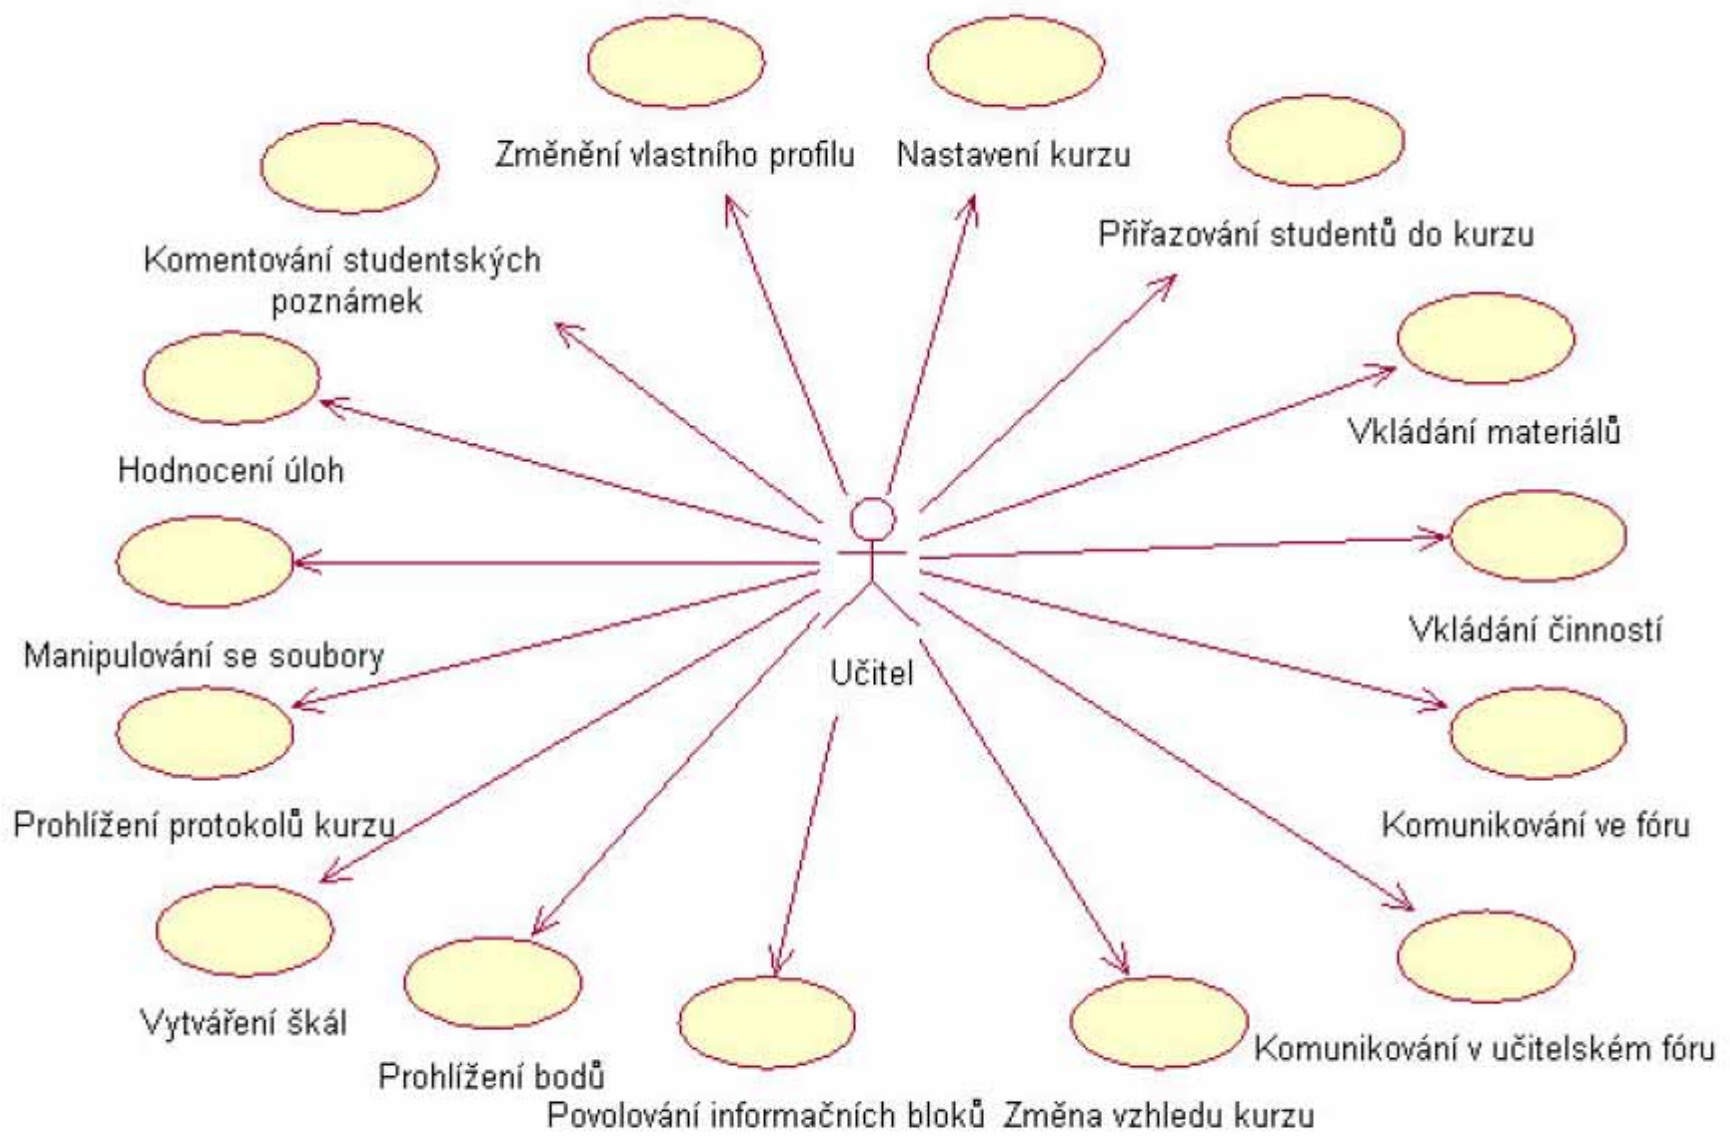 Změnění vlastního profilu
Nastavení kurzu
Přiřazování studentů do kurzu
Komentování studentských
poznámek
Vkládání materiálů
Hodnocení úloh
Vkládání činností
Manipulování se soubory
Učitel
Prohlížení protokolů kurzu
Komunikování ve fóru
Vytváření škál
Komunikování v učitelském fóru
Prohlížení bodů
Povolování informačních bloků
Změna vzhledu kurzu